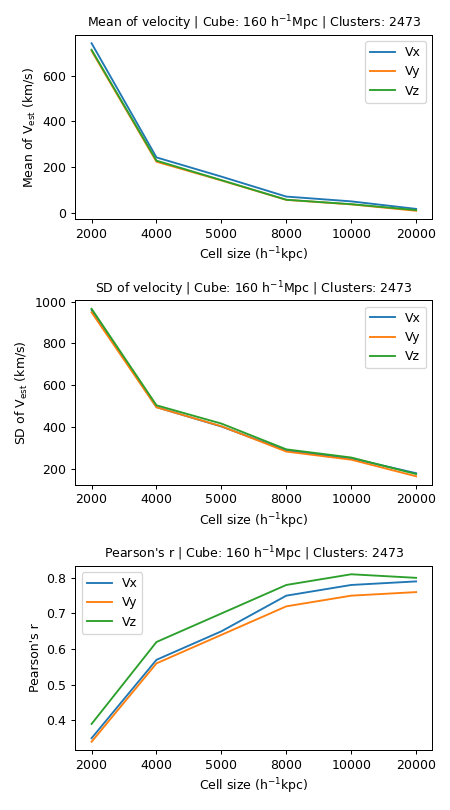 Mean of velocity | Cube: 160 h⁻¹Mpc | Clusters: 2473
Mean of Vest (km/s)
600
400
200
0
Vx
Vy
Vz
2000 4000 5000 8000 10000 20000
Cell size (h⁻¹kpc)
SD of velocity | Cube: 160 h⁻¹Mpc | Clusters: 2473
SD of Vest (km/s)
1000
800
600
400
200
Vx
Vy
Vz
2000 4000 5000 8000 10000 20000
Cell size (h⁻¹kpc)
Pearson's r | Cube: 160 h⁻¹Mpc | Clusters: 2473
Pearson's r
0.8
0.7
0.6
0.5
0.4
Vx
Vy
Vz
2000 4000 5000 8000 10000 20000
Cell size (h⁻¹kpc)